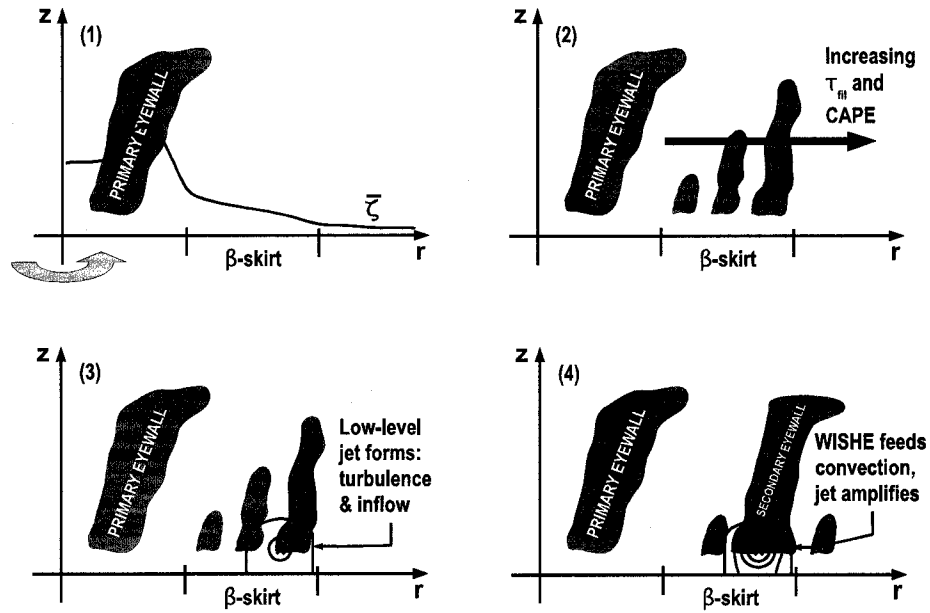 z
(1)
PRIMARY EYEWALL
ζ̄
r
β-skirt
z
(2)
PRIMARY EYEWALL
Increasing
τfil and
CAPE
r
β-skirt
z
(3)
PRIMARY EYEWALL
Low-level
jet forms:
turbulence
& inflow
r
β-skirt
z
(4)
PRIMARY EYEWALL
SECONDARY EYEWALL
WISHE feeds
convection,
jet amplifies
r
β-skirt